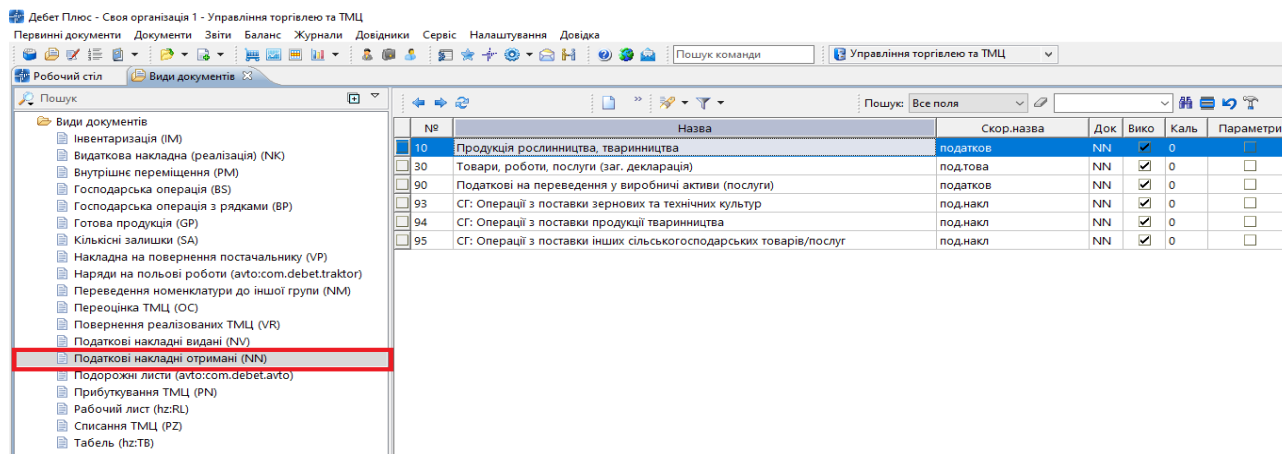 Дебет Плюс - Своя організація 1 - Управління торгівлею та ТМЦ
Первинні документи Документи Звіти Баланс Журнали Довідники Сервіс Налаштування Довідка
Пошук команди Управління торгівлею та ТМЦ
Робочий стіл Види документів
Пошук
» Пошук: Все поля
Види документів
Інвентаризація (IM)
Видаткова накладна (реалізація) (NK)
Внутрішнє переміщення (PM)
Господарська операція (BS)
Господарська операція з рядками (BP)
Готова продукція (GP)
Кількісні залишки (SA)
Накладна на повернення постачальнику (VP)
Наряди на польові роботи (avto:com.debet.traktor)
Переведення номенклатури до іншої групи (NM)
Переоцінка ТМЦ (OC)
Повернення реалізованих ТМЦ (VR)
Податкові накладні видані (NV)
Податкові накладні отримані (NN)
Подорожні листи (avto:com.debet.avto)
Прибуткування ТМЦ (PN)
Рабочий лист (hz:RL)
Списання ТМЦ (PZ)
Табель (hz:TB)
№ Назва Скор.назва Док Вико Каль Параметри
10 Продукція рослинництва, тваринництва податков NN 0
30 Товари, роботи, послуги (заг. декларація) под.това NN 0
90 Податкові на переведення у виробничі активи (послуги) податков NN 0
93 СГ: Операції з поставки зернових та технічних культур под.накл NN 0
94 СГ: Операції з поставки продукції тваринництва под.накл NN 0
95 СГ: Операції з поставки інших сільськогосподарських товарів/послуг под.накл NN 0